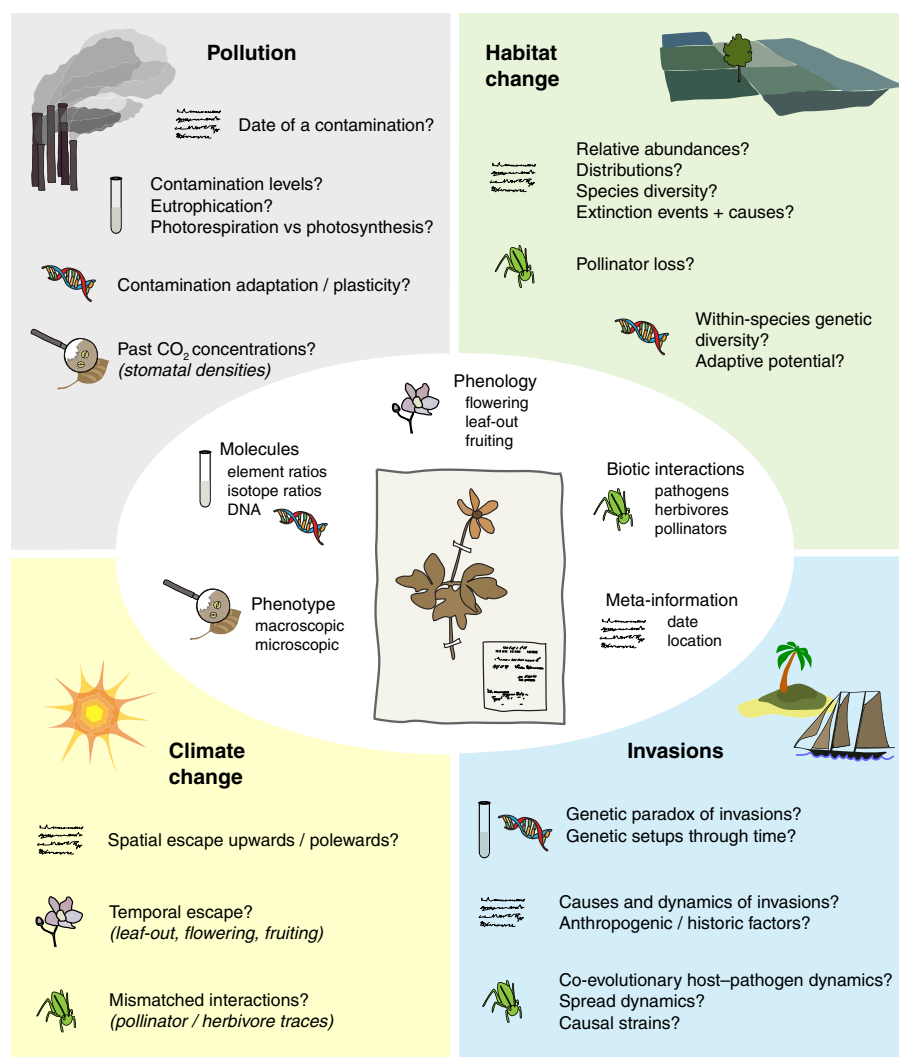 Pollution
Date of a contamination?
Contamination levels?
Eutrophication?
Photorespiration vs photosynthesis?
Contamination adaptation / plasticity?
Past CO₂ concentrations?
(stomatal densities)
Habitat
change
Relative abundances?
Distributions?
Species diversity?
Extinction events + causes?
Pollinator loss?
Within-species genetic
diversity?
Adaptive potential?
Phenology
flowering
leaf-out
fruiting
Molecules
element ratios
isotope ratios
DNA
Biotic interactions
pathogens
herbivores
pollinators
Phenotype
macroscopic
microscopic
Meta-information
date
location
Climate
change
Spatial escape upwards / polewards?
Temporal escape?
(leaf-out, flowering, fruiting)
Mismatched interactions?
(pollinator / herbivore traces)
Invasions
Genetic paradox of invasions?
Genetic setups through time?
Causes and dynamics of invasions?
Anthropogenic / historic factors?
Co-evolutionary host–pathogen dynamics?
Spread dynamics?
Causal strains?